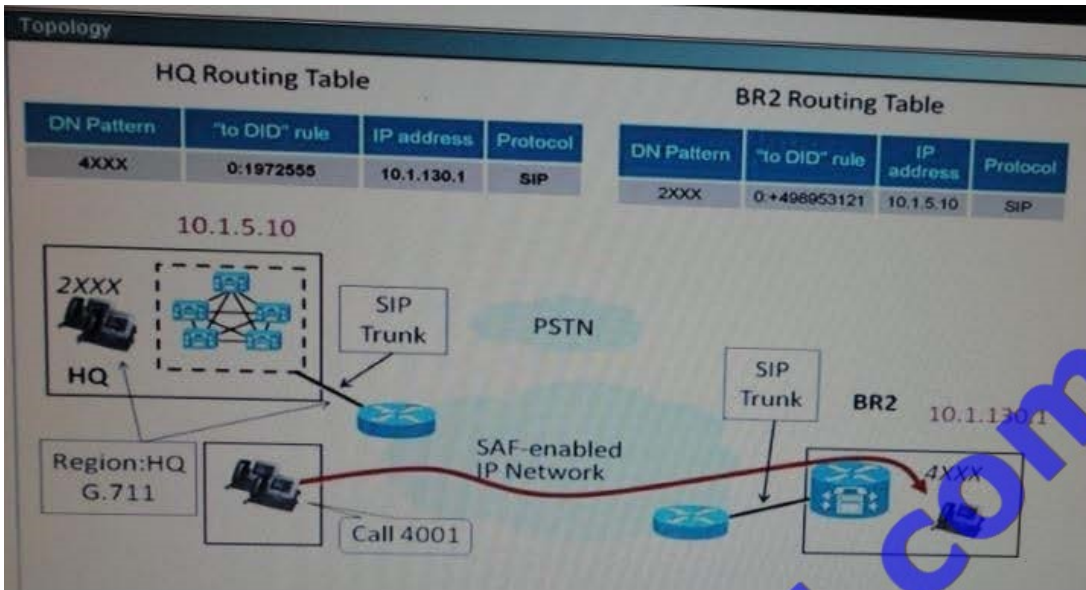 Topology
HQ Routing Table
DN Pattern "to DID" rule IP address Protocol
4XXX 0:1972555 10.1.130.1 SIP
BR2 Routing Table
DN Pattern "to DID" rule IP address Protocol
2XXX 0:+498953121 10.1.5.10 SIP
10.1.5.10
2XXX
HQ
SIP
Trunk
PSTN
SIP
Trunk
BR2
10.1.130.1
Region:HQ
G.711
SAF-enabled
IP Network
4XXX
Call 4001
com